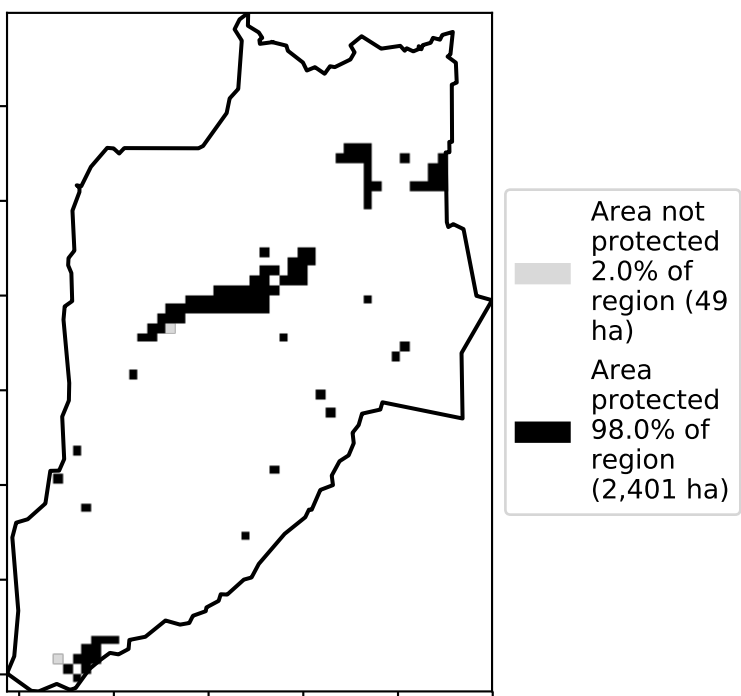 Area not
protected
2.0% of
region (49
ha)
Area
protected
98.0% of
region
(2,401 ha)